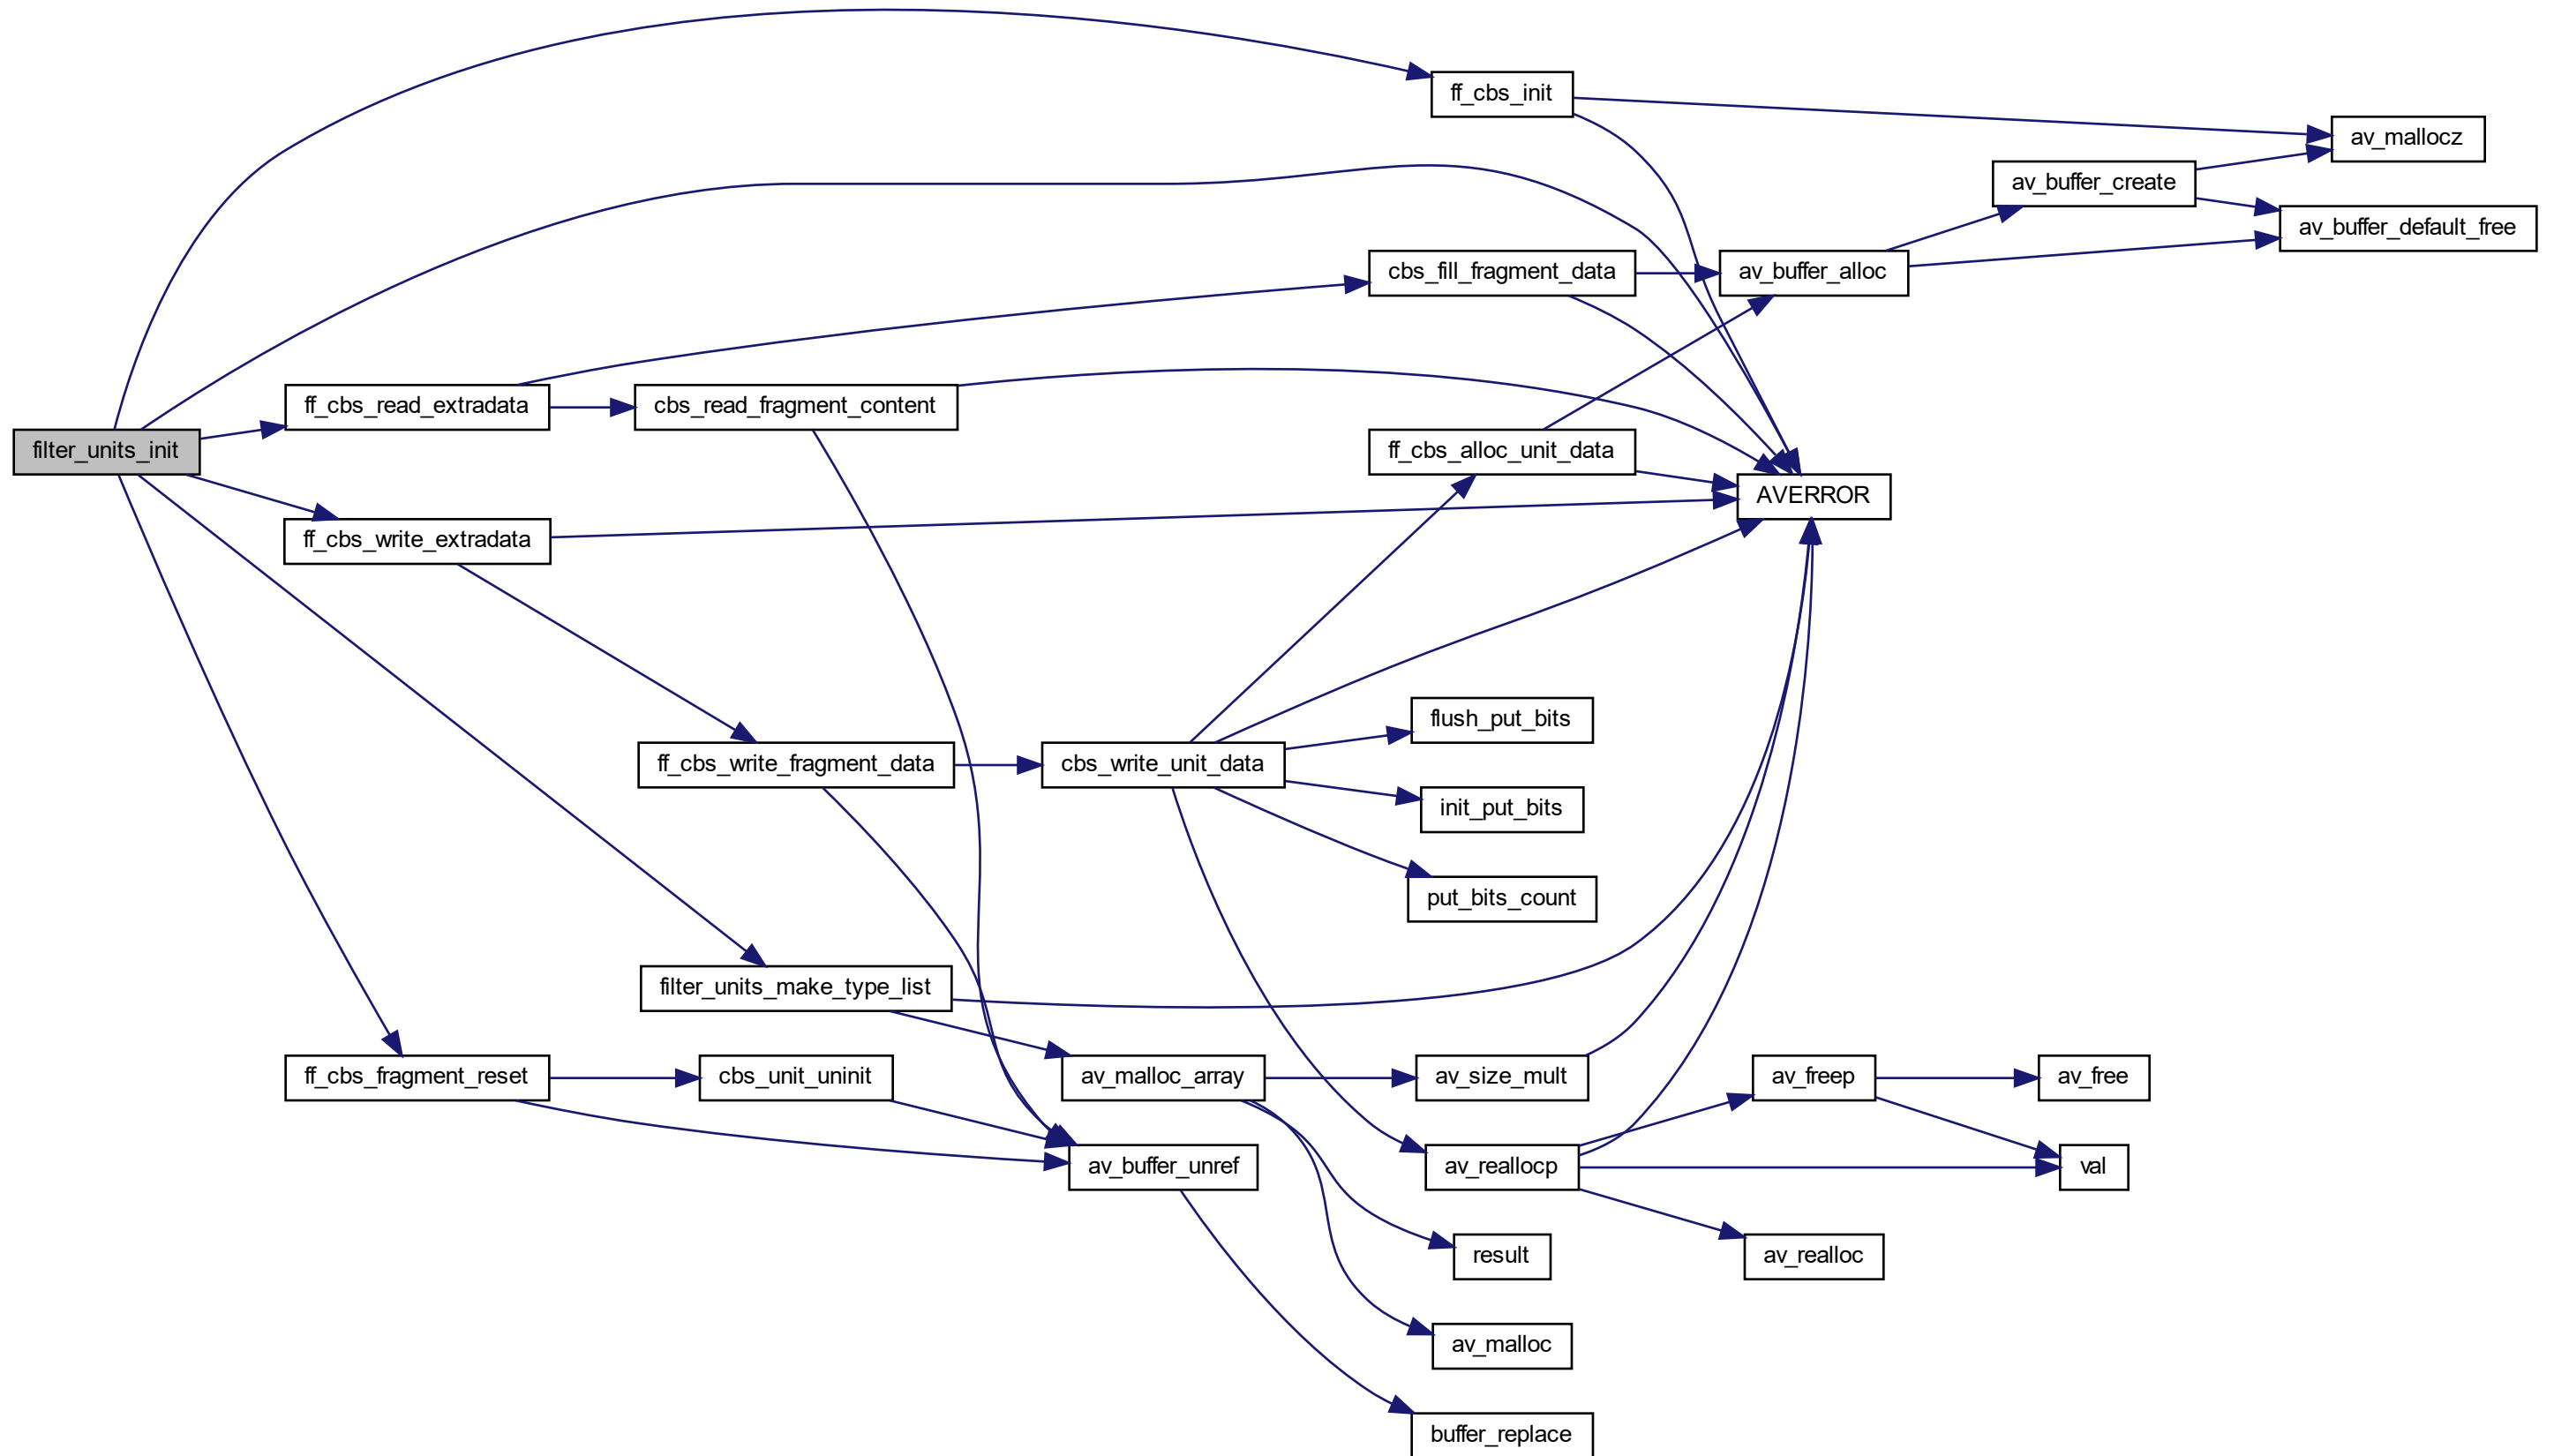 ff_cbs_init
av_mallocz
av_buffer_create
av_buffer_default_free
cbs_fill_fragment_data
av_buffer_alloc
ff_cbs_read_extradata
cbs_read_fragment_content
filter_units_init
ff_cbs_alloc_unit_data
AVERROR
ff_cbs_write_extradata
flush_put_bits
ff_cbs_write_fragment_data
cbs_write_unit_data
init_put_bits
put_bits_count
filter_units_make_type_list
ff_cbs_fragment_reset
cbs_unit_uninit
av_malloc_array
av_size_mult
av_freep
av_free
av_buffer_unref
av_reallocp
val
result
av_realloc
av_malloc
buffer_replace